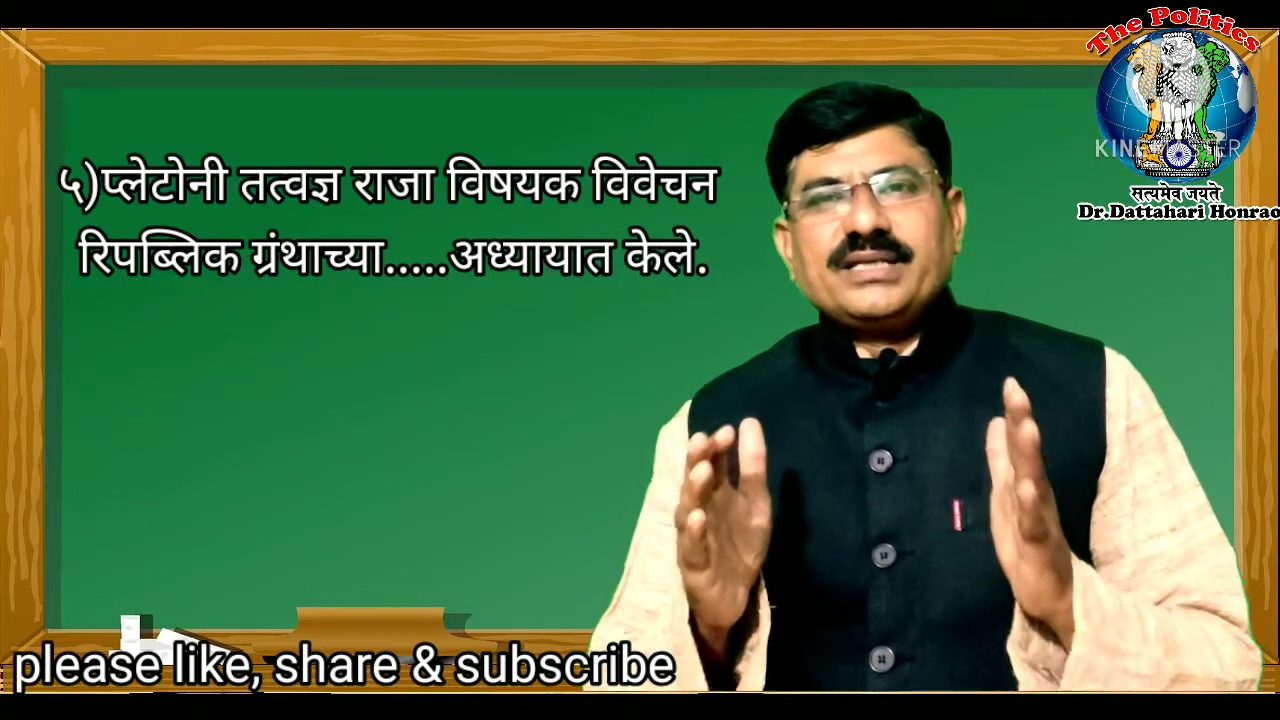 ५)प्लेटोनी तत्वज्ञ राजा विषयक विवेचन
रिपब्लिक ग्रंथाच्या.....अध्यायात केले.
The Politics
KINEMASTER
सत्यमेव जयते
Dr.Dattahari Honrao
please like, share & subscribe